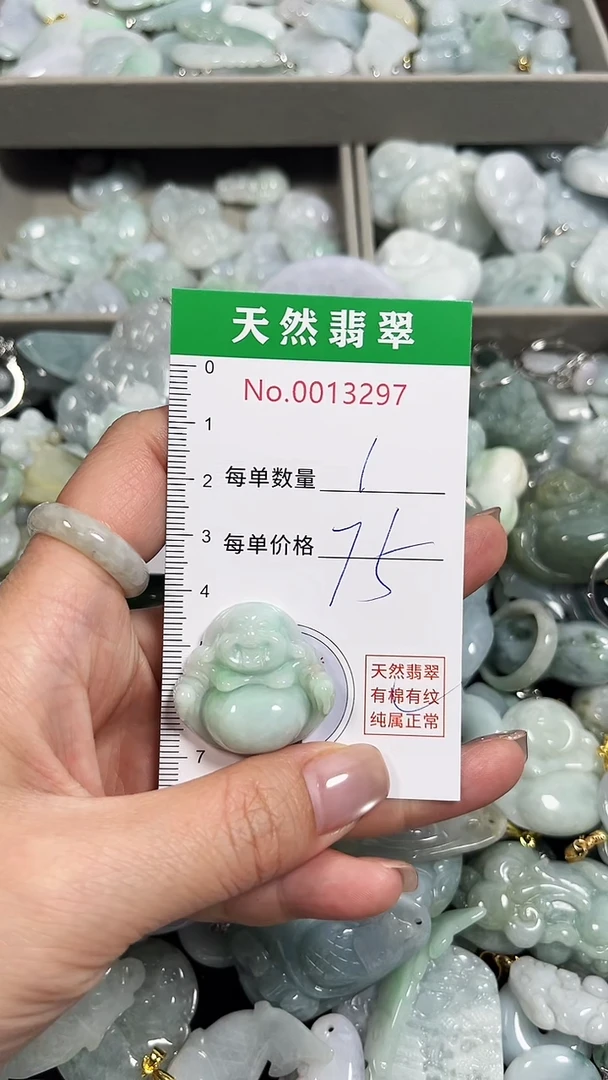 天然翡翠
0
No.0013297
1
2 每单数量 1
3 每单价格 75
4
天然翡翠
有棉有纹
纯属正常
7